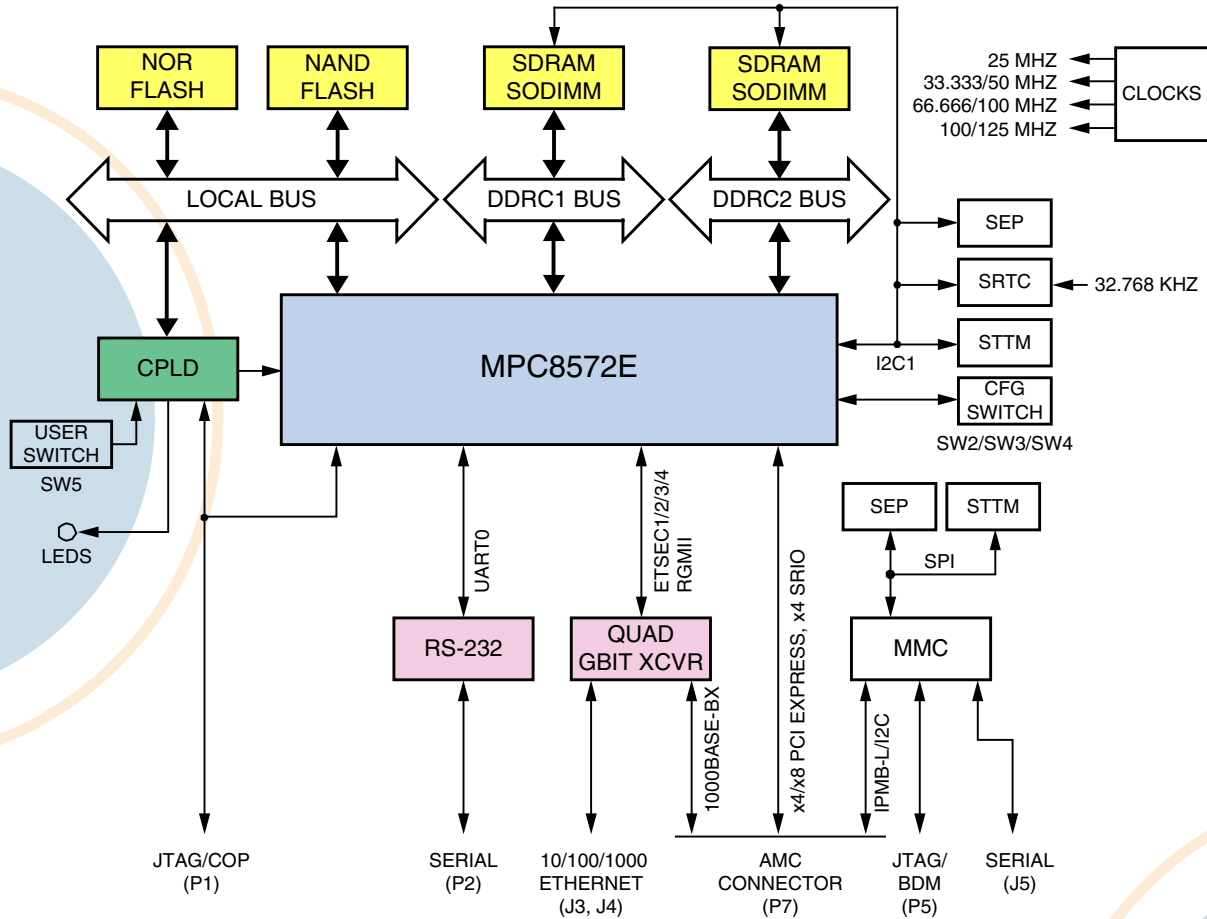 NOR
FLASH
NAND
FLASH
SDRAM
SODIMM
SDRAM
SODIMM
25 MHZ
33.333/50 MHZ
66.666/100 MHZ
100/125 MHZ
CLOCKS
LOCAL BUS
DDRC1 BUS
DDRC2 BUS
SEP
SRTC
32.768 KHZ
STTM
I2C1
CFG
SWITCH
SW2/SW3/SW4
CPLD
MPC8572E
USER
SWITCH
SW5
LEDS
UART0
ETSEC1/2/3/4
RGMII
x4/x8 PCI EXPRESS, x4 SRIO
SEP
STTM
SPI
RS-232
QUAD
GBIT XCVR
MMC
1000BASE-BX
IPMB-L/I2C
JTAG/COP
(P1)
SERIAL
(P2)
10/100/1000
ETHERNET
(J3, J4)
AMC
CONNECTOR
(P7)
JTAG/
BDM
(P5)
SERIAL
(J5)